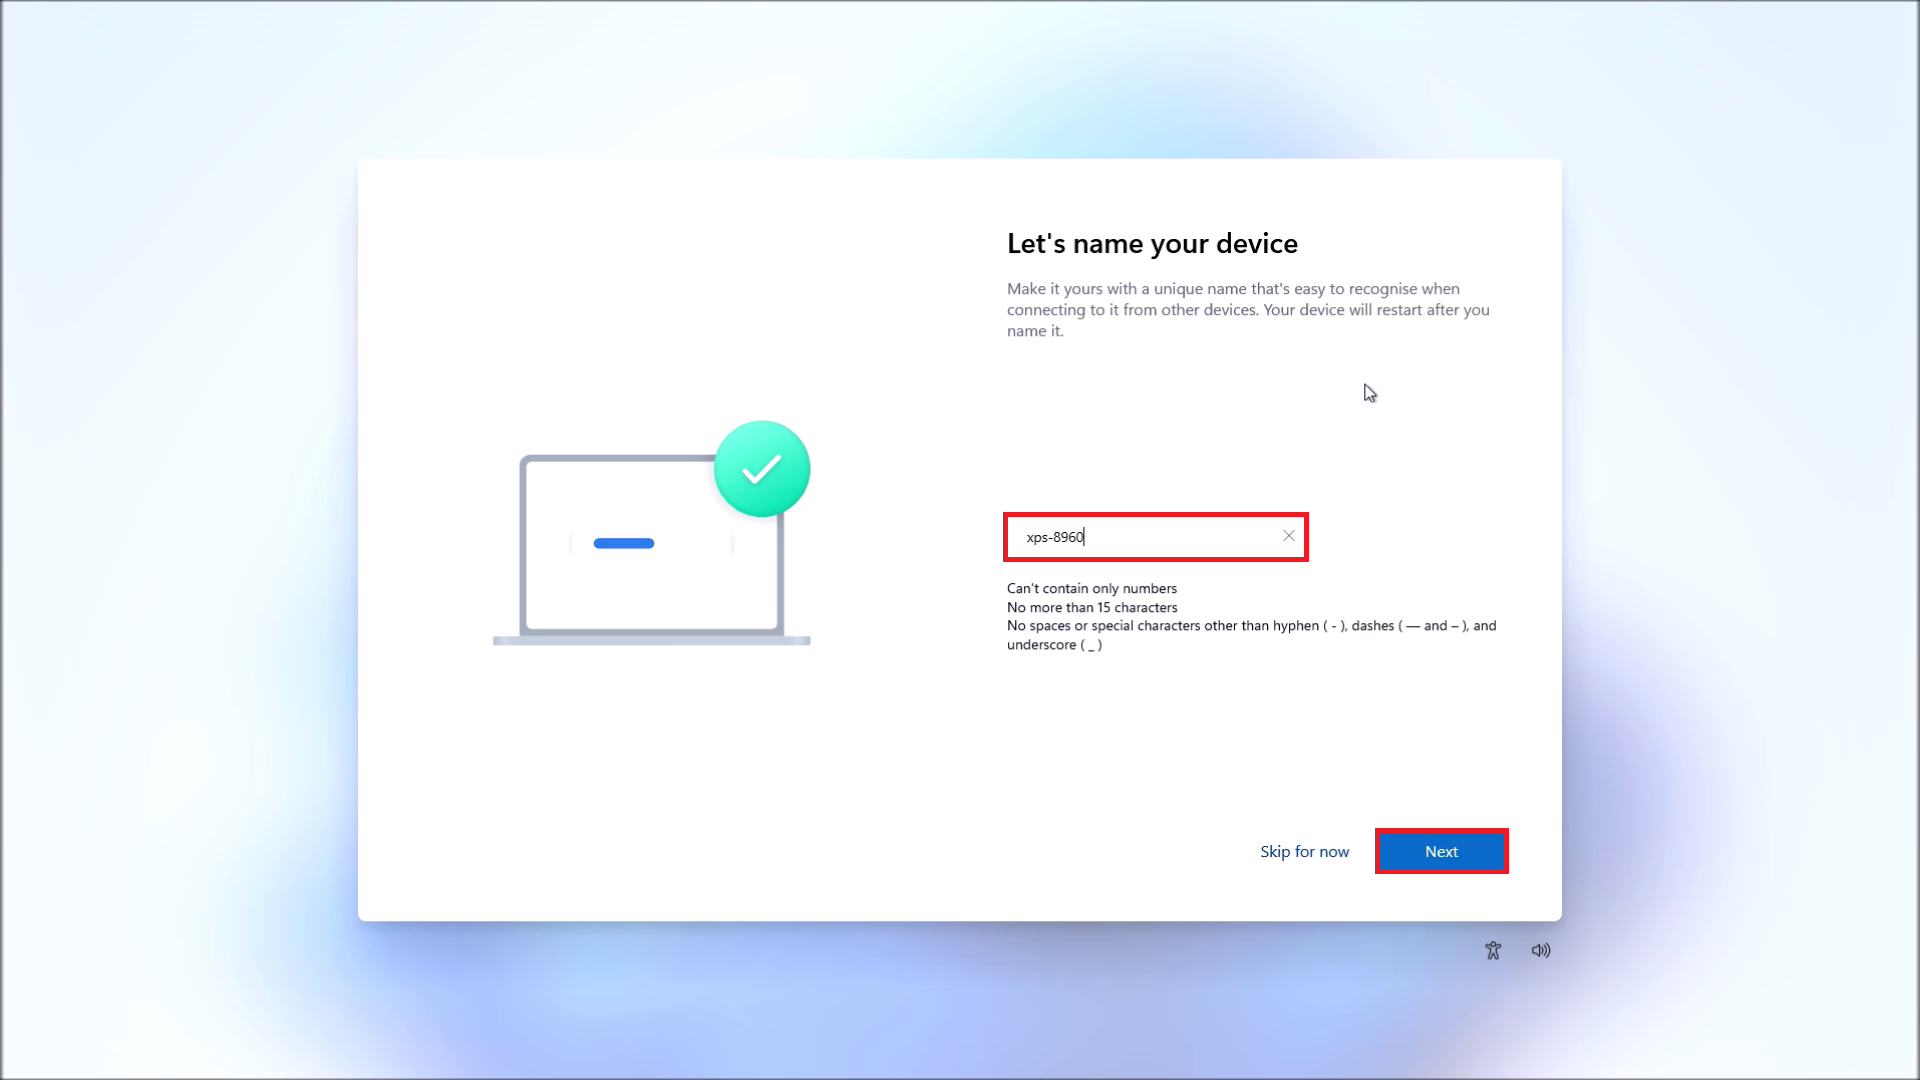 Let's name your device
Make it yours with a unique name that's easy to recognise when
connecting to it from other devices. Your device will restart after you
name it.
xps-8960
Can't contain only numbers
No more than 15 characters
No spaces or special characters other than hyphen ( - ), dashes ( — and – ), and
underscore ( _ )
Skip for now
Next